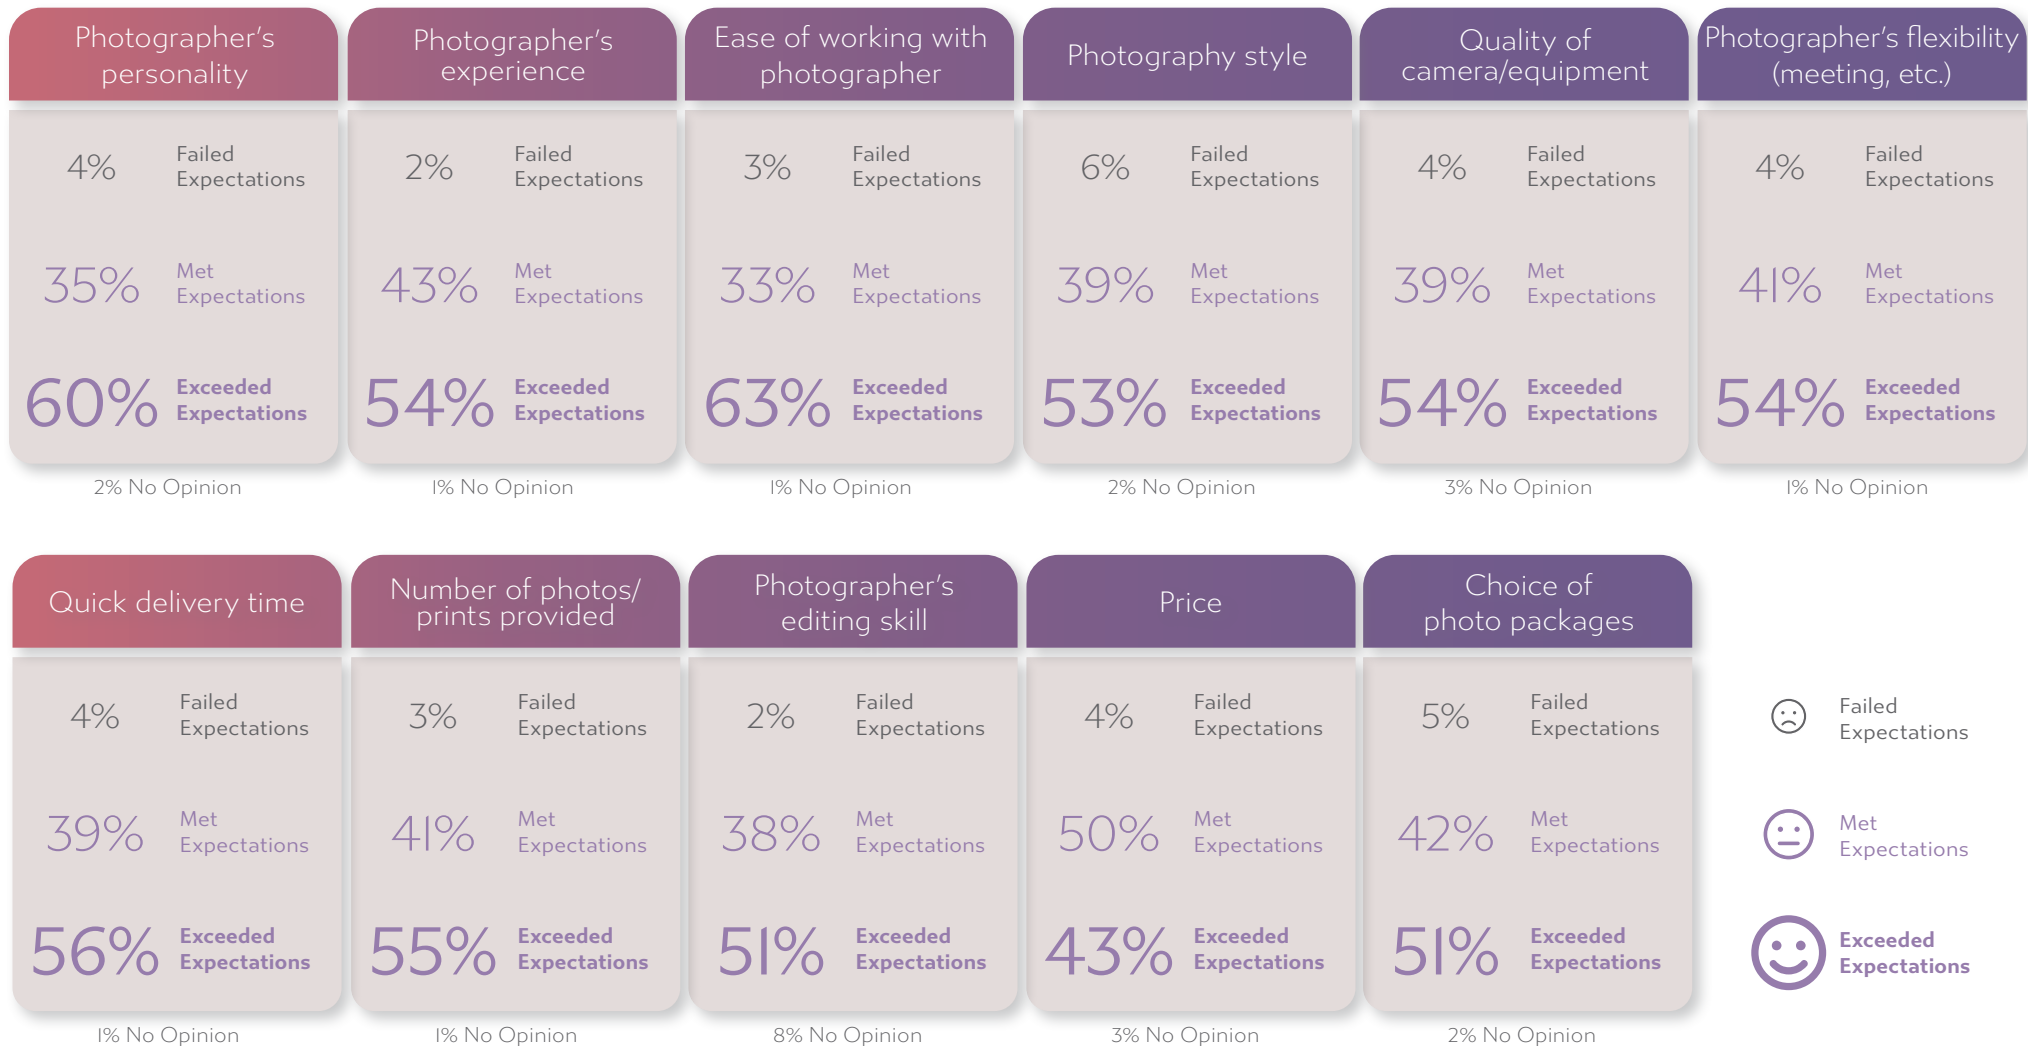 Photographer's
personality
4%
Failed
Expectations
35%
Met
Expectations
60%
Exceeded
Expectations
2% No Opinion
Photographer's
experience
2%
Failed
Expectations
43%
Met
Expectations
54%
Exceeded
Expectations
1% No Opinion
Ease of working with
photographer
3%
Failed
Expectations
33%
Met
Expectations
63%
Exceeded
Expectations
1% No Opinion
Photography style
6%
Failed
Expectations
39%
Met
Expectations
53%
Exceeded
Expectations
2% No Opinion
Quality of
camera/equipment
4%
Failed
Expectations
39%
Met
Expectations
54%
Exceeded
Expectations
3% No Opinion
Photographer's flexibility
(meeting, etc.)
4%
Failed
Expectations
41%
Met
Expectations
54%
Exceeded
Expectations
1% No Opinion
Quick delivery time
4%
Failed
Expectations
39%
Met
Expectations
56%
Exceeded
Expectations
1% No Opinion
Number of photos/
prints provided
3%
Failed
Expectations
41%
Met
Expectations
55%
Exceeded
Expectations
1% No Opinion
Photographer's
editing skill
2%
Failed
Expectations
38%
Met
Expectations
51%
Exceeded
Expectations
8% No Opinion
Price
4%
Failed
Expectations
50%
Met
Expectations
43%
Exceeded
Expectations
3% No Opinion
Choice of
photo packages
5%
Failed
Expectations
42%
Met
Expectations
51%
Exceeded
Expectations
2% No Opinion
Failed
Expectations
Met
Expectations
Exceeded
Expectations